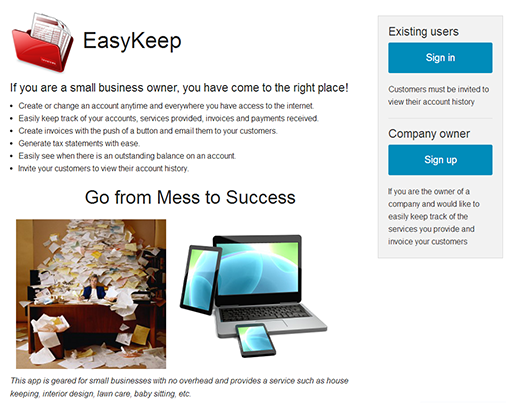 EasyKeep
If you are a small business owner, you have come to the right place!
Create or change an account anytime and everywhere you have access to the internet.
Easily keep track of your accounts, services provided, invoices and payments received.
Create invoices with the push of a button and email them to your customers.
Generate tax statements with ease.
Easily see when there is an outstanding balance on an account
Invite your customers to view their account history.
Go from Mess to Success
This app is geared for small businesses with no overhead and provides a service such as house
keeping, interior design, lawn care, baby sitting, etc.
Existing users
Sign in
Customers must be invited to
view their account history
Company owner
Sign up
If you are the owner of a
company and would like to
easily keep track of the
services you provide and
invoice your customers